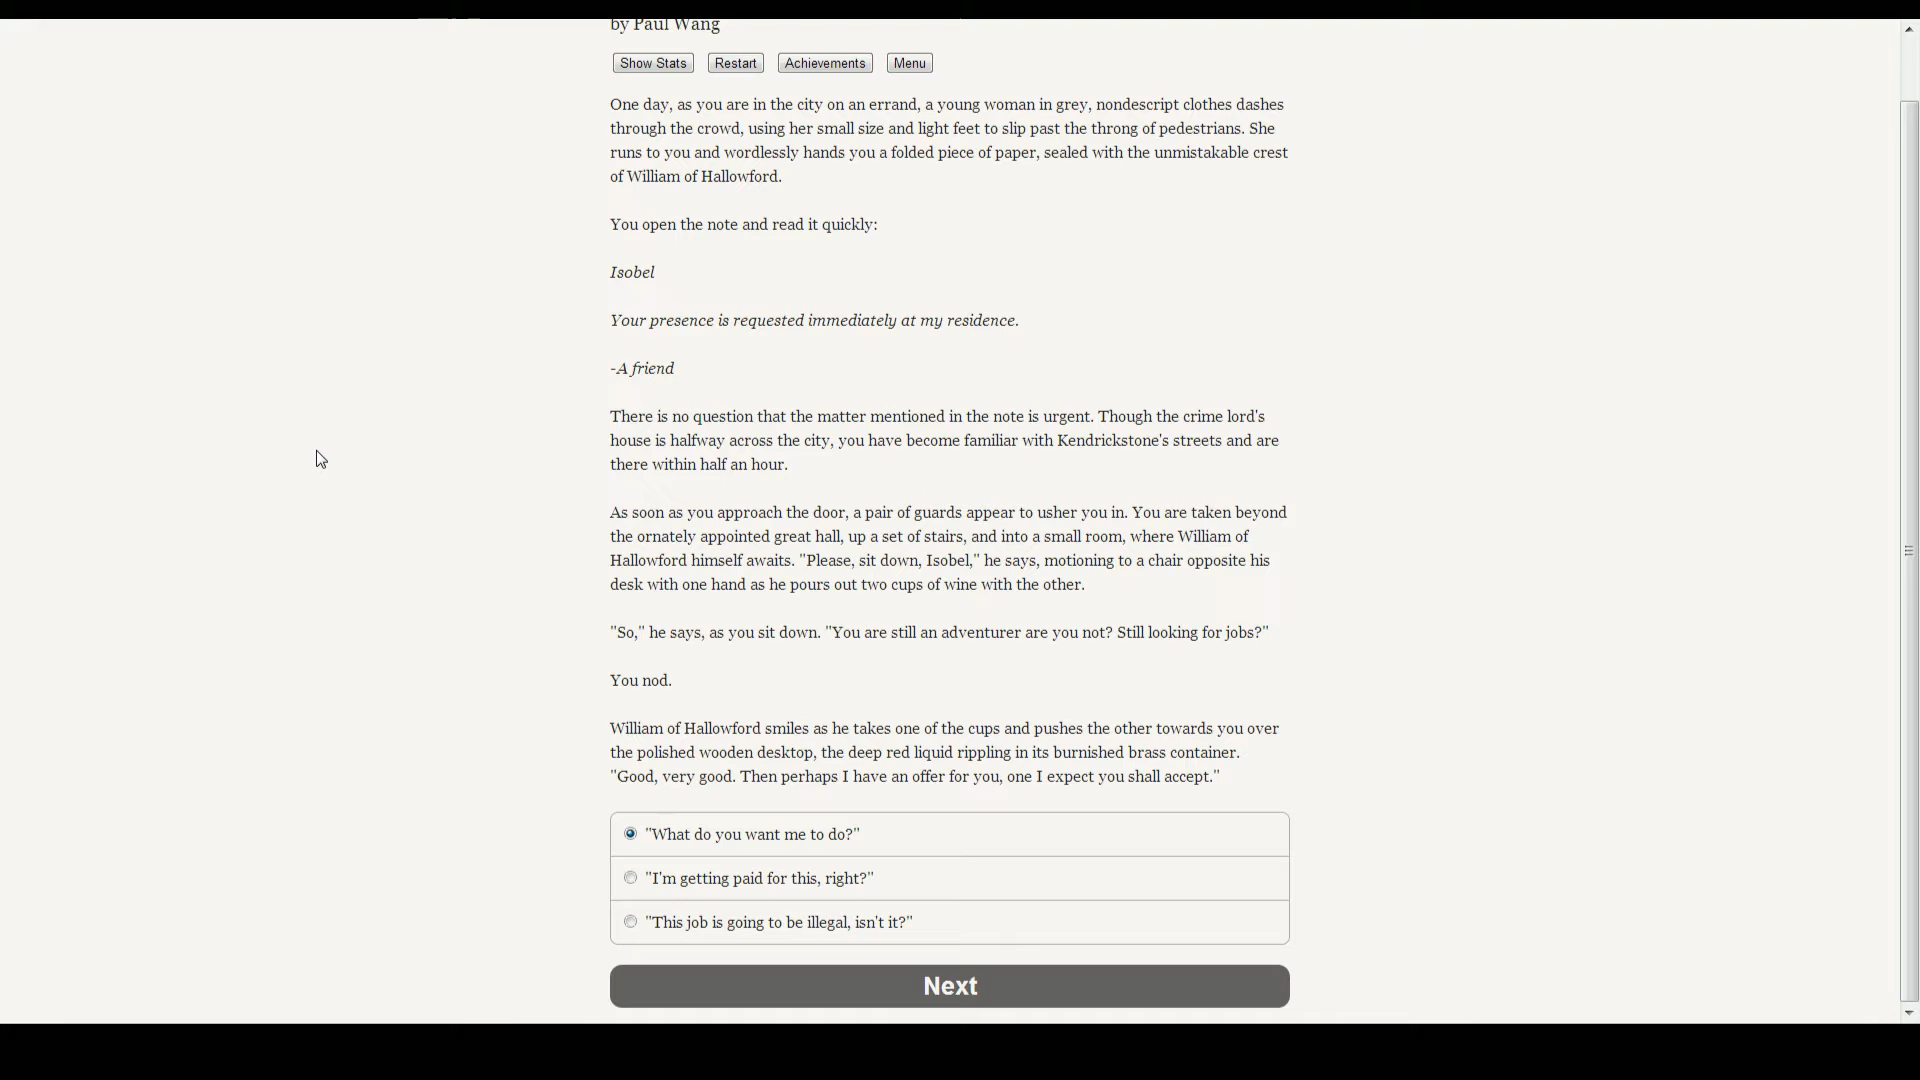 by Paul Wang
Show Stats Restart Achievements Menu
One day, as you are in the city on an errand, a young woman in grey, nondescript clothes dashes
through the crowd, using her small size and light feet to slip past the throng of pedestrians. She
runs to you and wordlessly hands you a folded piece of paper, sealed with the unmistakable crest
of William of Hallowford.
You open the note and read it quickly:
Isobel
Your presence is requested immediately at my residence.
-A friend
There is no question that the matter mentioned in the note is urgent. Though the crime lord's
house is halfway across the city, you have become familiar with Kendrickstone's streets and are
there within half an hour.
As soon as you approach the door, a pair of guards appear to usher you in. You are taken beyond
the ornately appointed great hall, up a set of stairs, and into a small room, where William of
Hallowford himself awaits. "Please, sit down, Isobel," he says, motioning to a chair opposite his
desk with one hand as he pours out two cups of wine with the other.
"So," he says, as you sit down. "You are still an adventurer are you not? Still looking for jobs?"
You nod.
William of Hallowford smiles as he takes one of the cups and pushes the other towards you over
the polished wooden desktop, the deep red liquid rippling in its burnished brass container.
"Good, very good. Then perhaps I have an offer for you, one I expect you shall accept."
"What do you want me to do?"
"I'm getting paid for this, right?"
"This job is going to be illegal, isn't it?"
Next